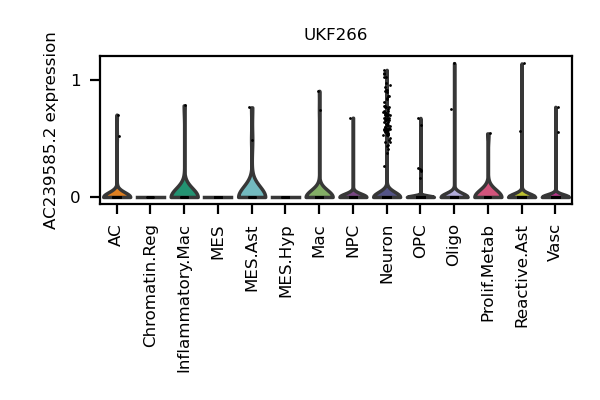 UKF266
AC239585.2 expression
1
0
AC
Chromatin.Reg
Inflammatory.Mac
MES
MES.Ast
MES.Hyp
Mac
NPC
Neuron
OPC
Oligo
Prolif.Metab
Reactive.Ast
Vasc